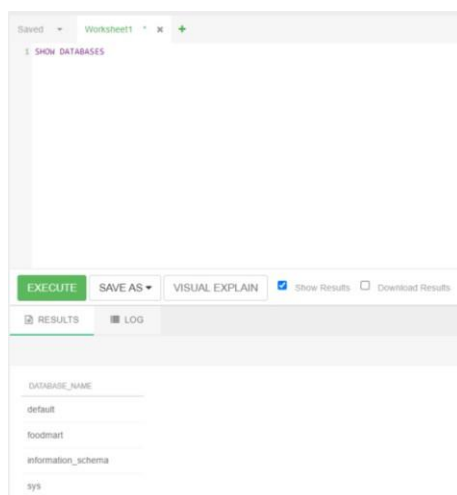 Saved Worksheet1 * × +
1 SHOW DATABASES
EXECUTE SAVE AS VISUAL EXPLAIN Show Results Download Results
RESULTS LOG
DATABASE_NAME
default
foodmart
information_schema
sys